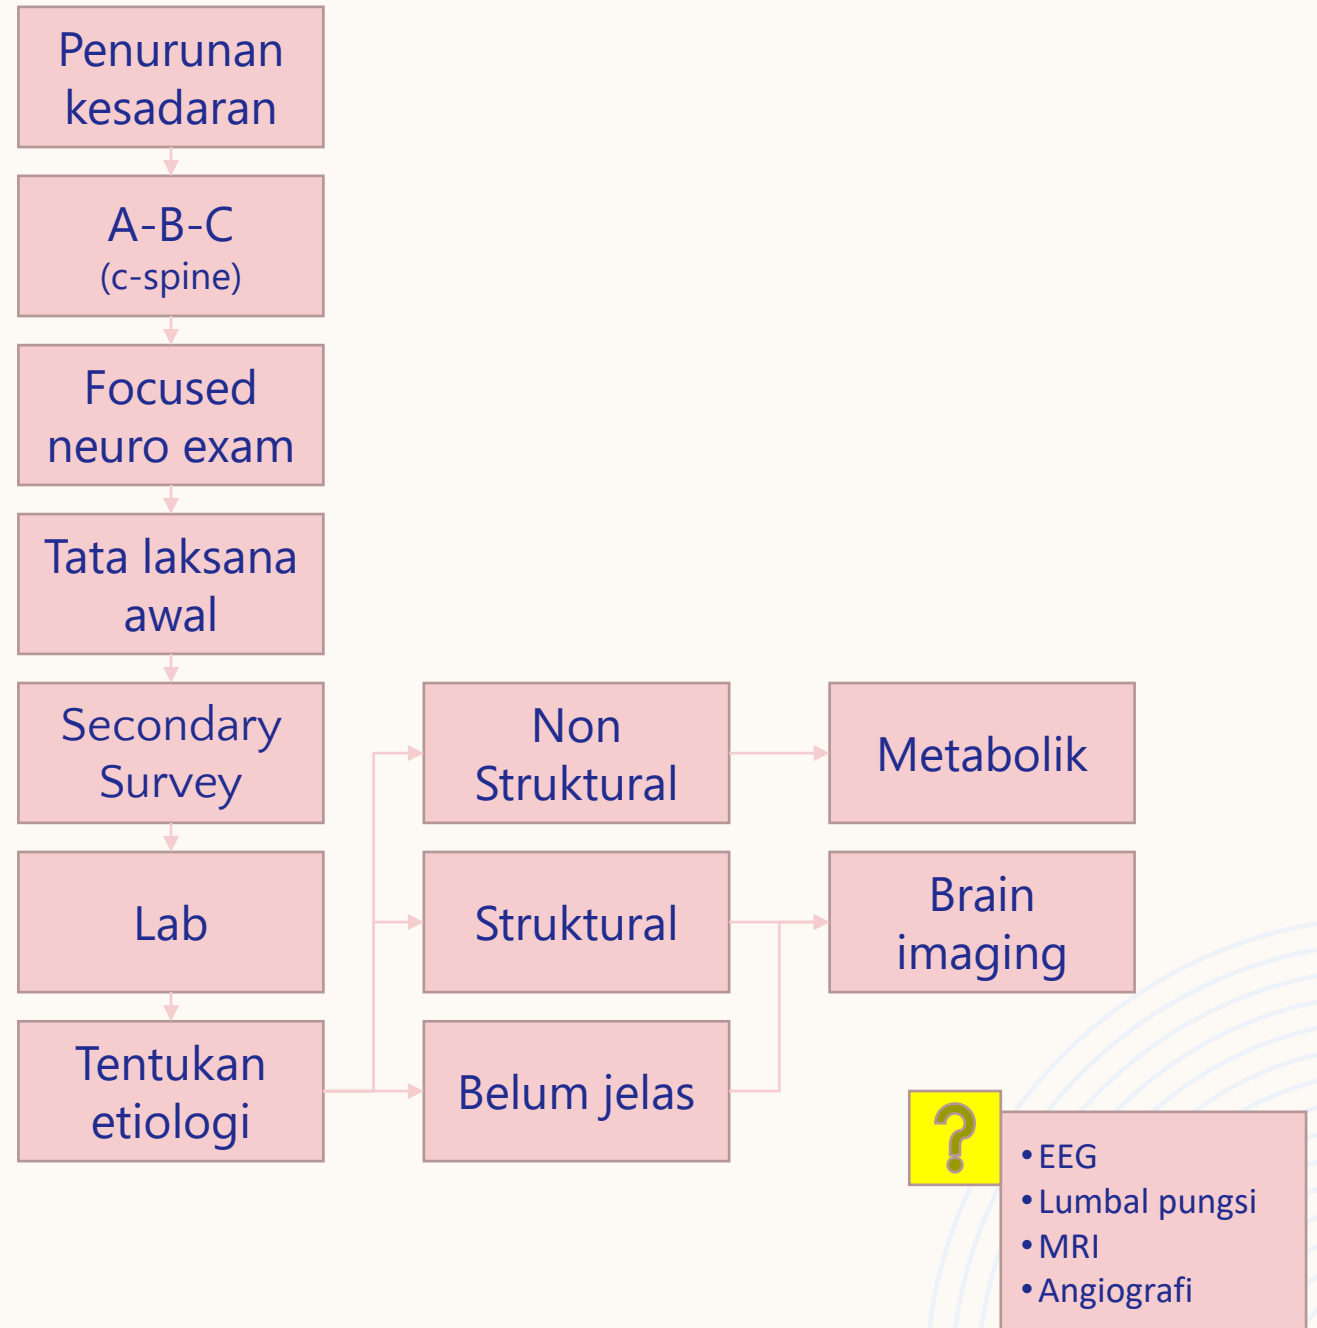 Penurunan
kesadaran
A-B-C
(c-spine)
Focused
neuro exam
Tata laksana
awal
Secondary
Survey
Lab
Tentukan
etiologi
Non
Struktural
Struktural
Belum jelas
Metabolik
Brain
imaging
?
•EEG
•Lumbal pungsi
•MRI
•Angiografi